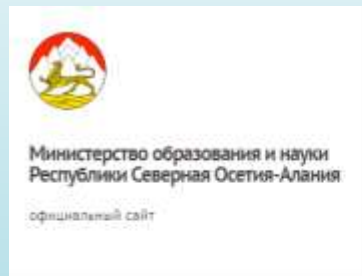 Министерство образования и науки
Республики Северная Осетия-Алания
официальный сайт